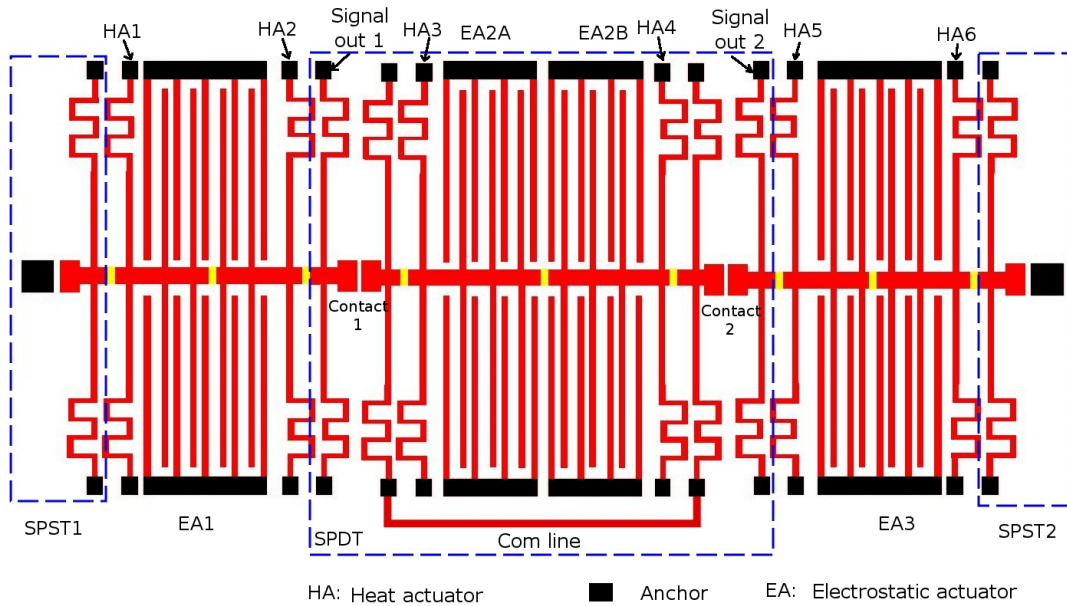 HA1
HA2
Signal
out 1
HA3
EA2A
EA2B
HA4
Signal
out 2
HA5
HA6
Contact
1
Contact
2
SPST1
EA1
SPDT
Com line
EA3
SPST2
HA: Heat actuator
Anchor
EA: Electrostatic actuator